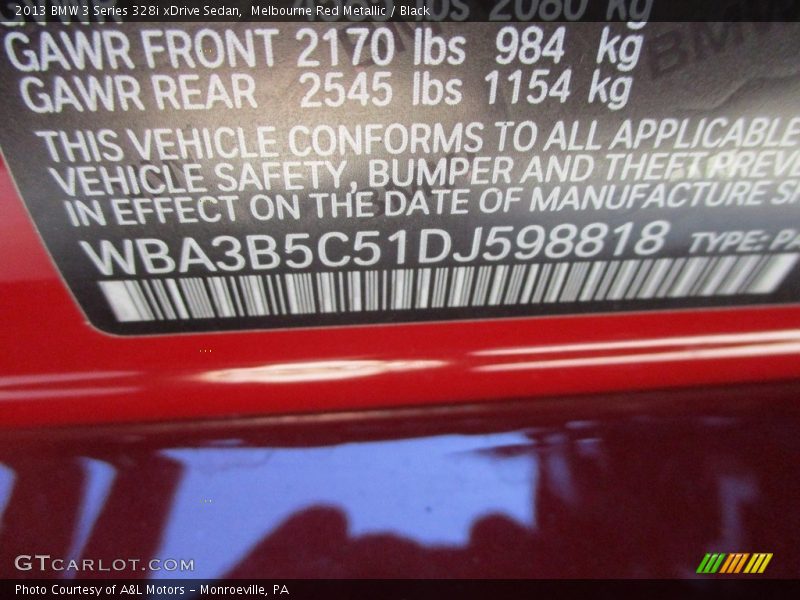 2013 BMW 3 Series 328i xDrive Sedan, Melbourne Red Metallic / Black
2080 kg
GAWR FRONT 2170 lbs 984 kg
GAWR REAR 2545 lbs 1154 kg
THIS VEHICLE CONFORMS TO ALL APPLICABLE
VEHICLE SAFETY, BUMPER AND THEFT PREVE
IN EFFECT ON THE DATE OF MANUFACTURE SH
WBA3B5C51DJ598818 TYPE: PA
GTCARLOT.COM
Photo Courtesy of A&L Motors – Monroeville, PA